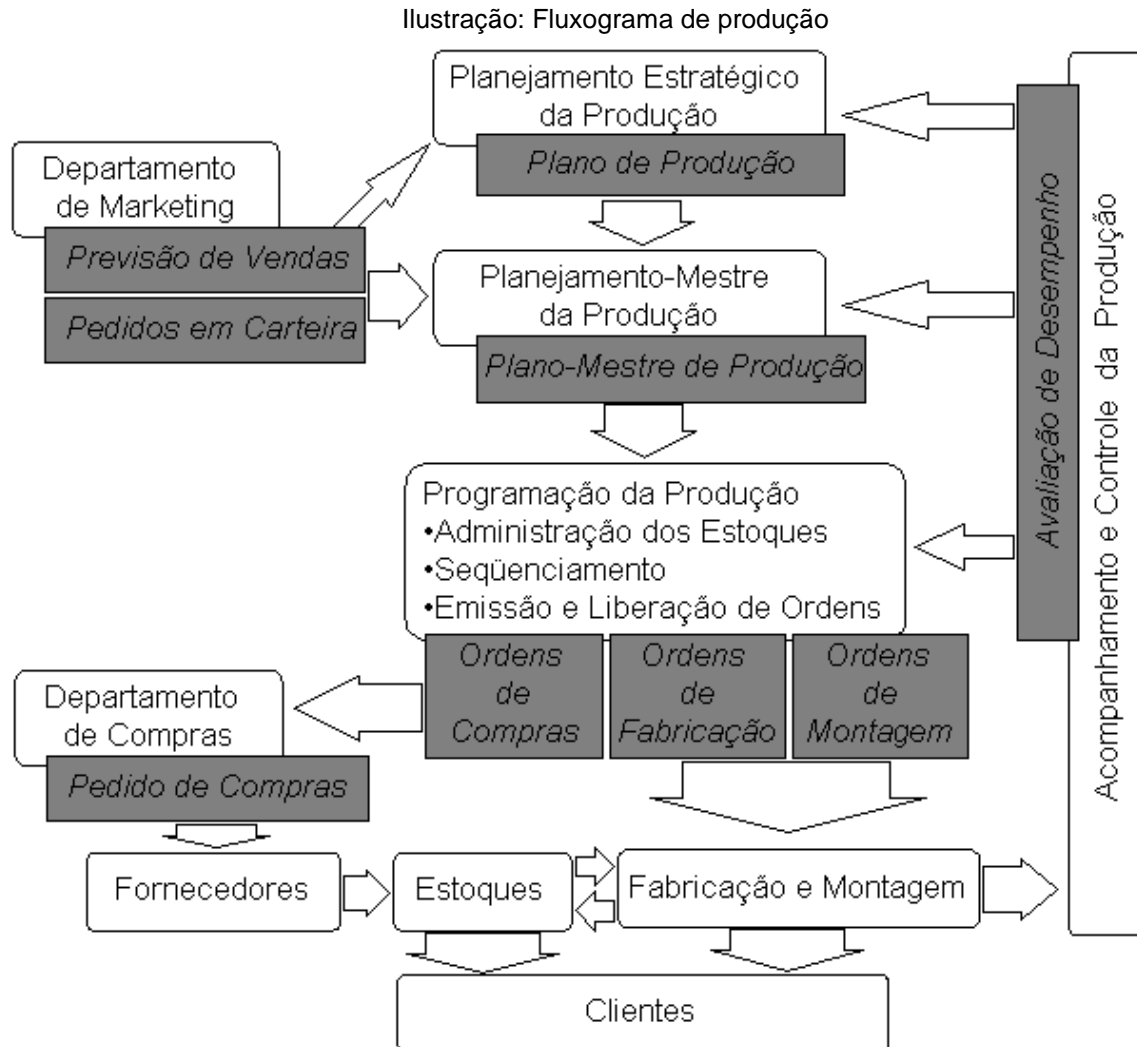 Ilustração: Fluxograma de produção
Planejamento Estratégico
da Produção
Plano de Produção
Departamento
de Marketing
Previsão de Vendas
Pedidos em Carteira
Planejamento-Mestre
da Produção
Plano-Mestre de Produção
Programação da Produção
•Administração dos Estoques
•Seqüenciamento
•Emissão e Liberação de Ordens
Ordens
de
Compras
Ordens
de
Fabricação
Ordens
de
Montagem
Departamento
de Compras
Pedido de Compras
Fornecedores
Estoques
Fabricação e Montagem
Clientes
Avaliação de Desempenho
Acompanhamento e Controle da Produção